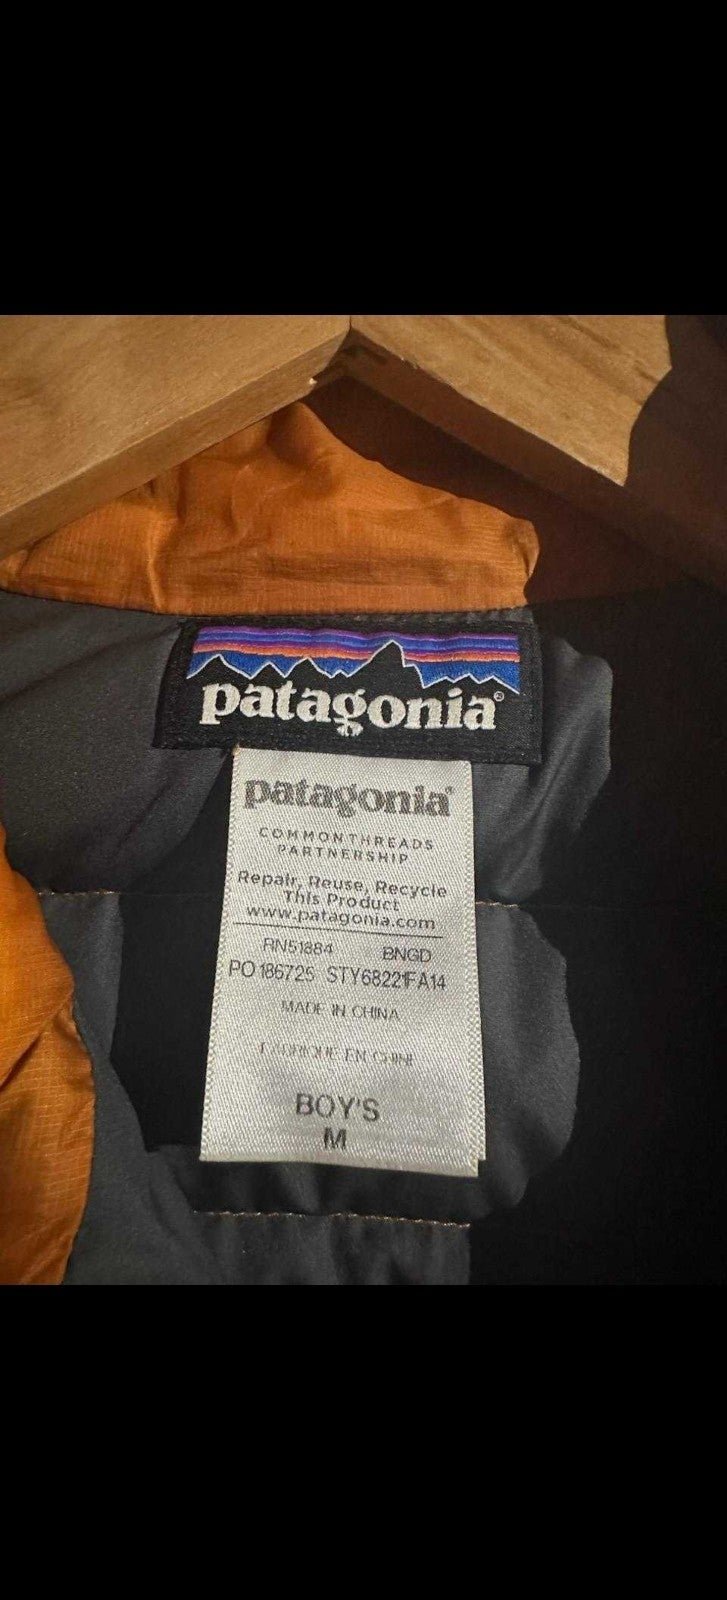 patagonia®
patagonia®
COMMONTHREADS
PARTNERSHIP
Repair, Reuse, Recycle
This Product
www.patagonia.com
RN51884 BNGD
PO 186725 STY68221FA14
MADE IN CHINA
FABRIQUE EN CHINE
BOY'S
M